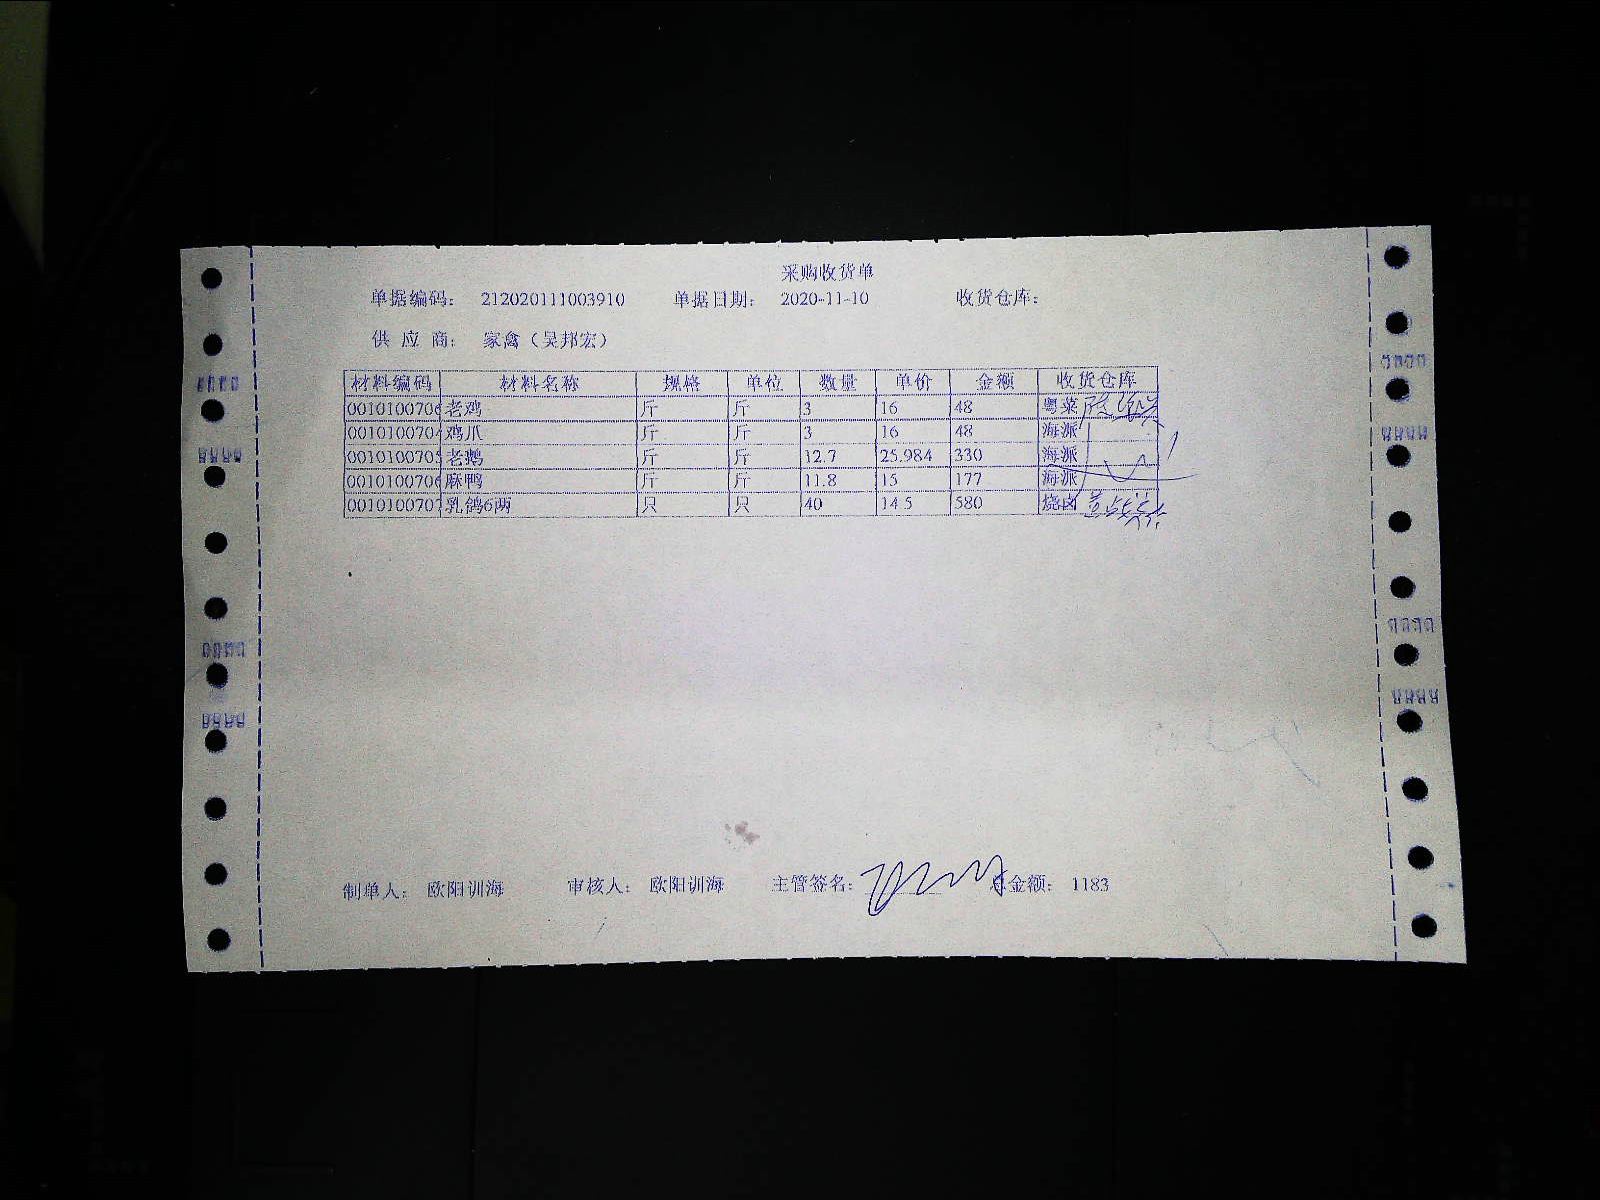 采购收货单
单据编码： 212020111003910 单据日期： 2020-11-10 收货仓库：
供 应 商： 家禽（吴邦宏）
材料编码 材料名称 规格 单位 数量 单价 金额 收货仓库
0010100706 老鸡 斤 斤 3 16 48 粤菜
0010100704 鸡爪 斤 斤 3 16 48 海派
0010100705 老鹅 斤 斤 12.7 25.984 330 海派
0010100706 麻鸭 斤 斤 11.8 15 177 海派
0010100707 乳鸽6两 只 只 40 14.5 580 烧卤
制单人： 欧阳训海 审核人： 欧阳训海 主管签名： 总金额： 1183